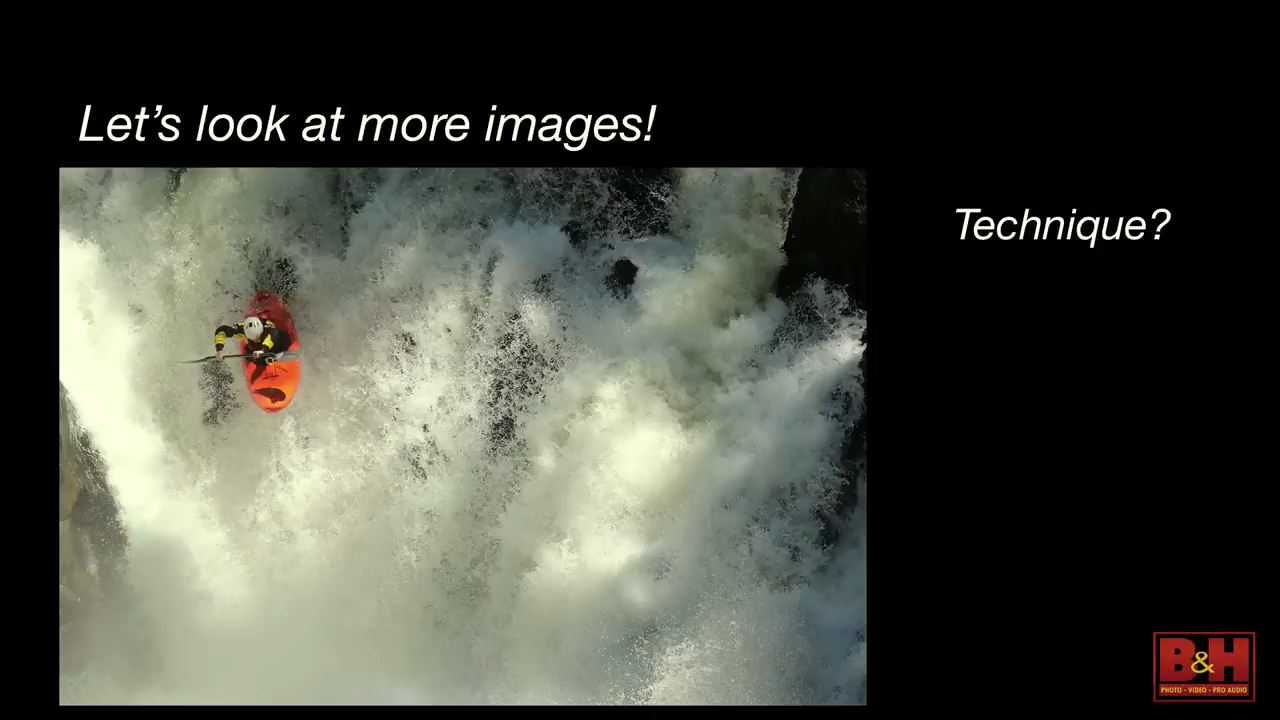 Let's look at more images!
Technique?
B&H
PHOTO - VIDEO - PRO AUDIO